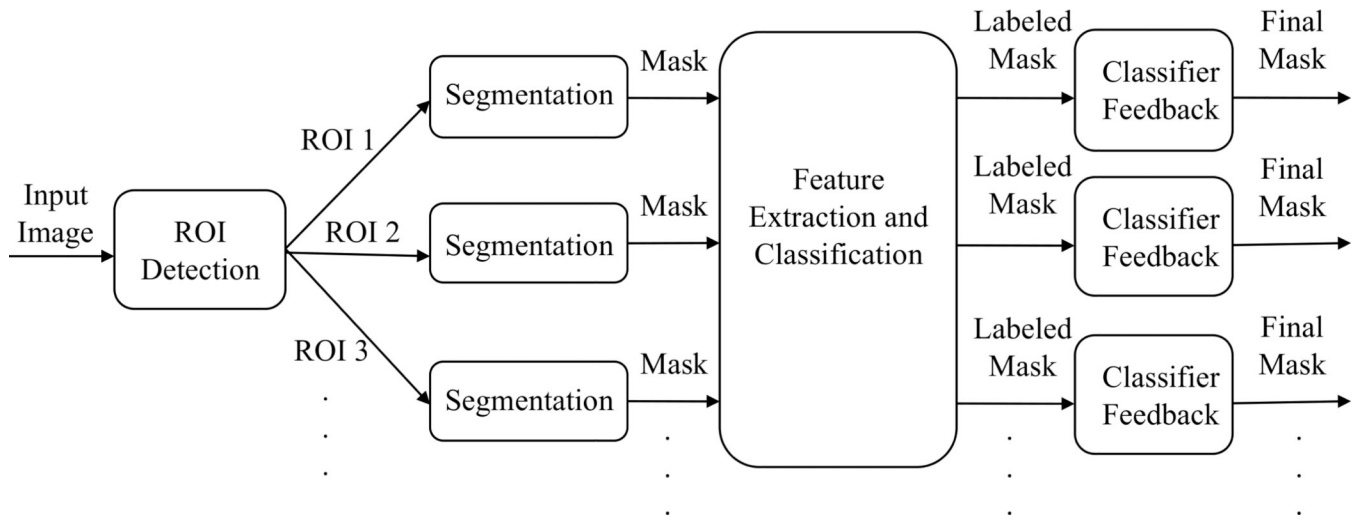 Input
Image
ROI
Detection
ROI 1
ROI 2
ROI 3
Segmentation
Segmentation
Segmentation
Mask
Mask
Mask
Feature
Extraction and
Classification
Labeled
Mask
Labeled
Mask
Labeled
Mask
Classifier
Feedback
Classifier
Feedback
Classifier
Feedback
Final
Mask
Final
Mask
Final
Mask